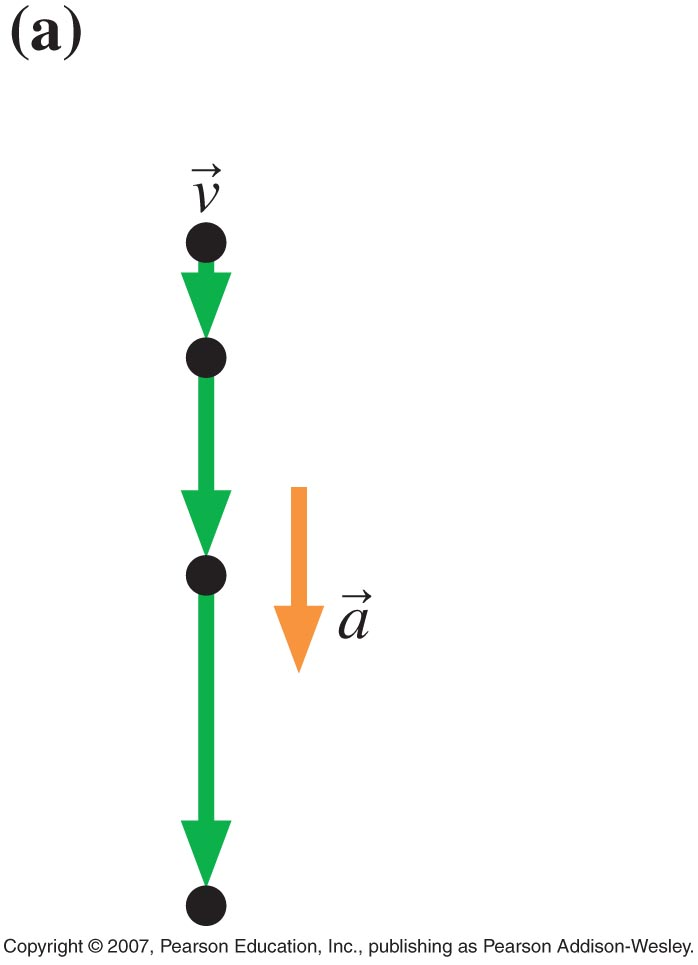 (a)
v⃗
a⃗
Copyright © 2007, Pearson Education, Inc., publishing as Pearson Addison-Wesley.